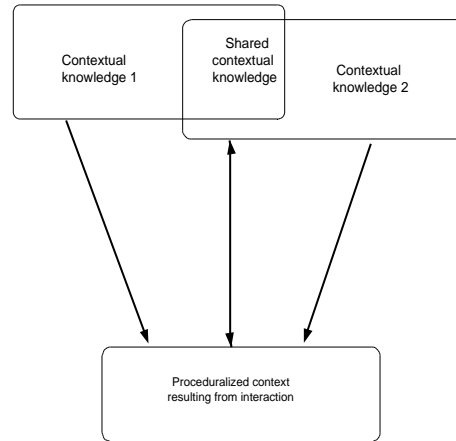 Contextual
knowledge 1
Shared
contextual
knowledge
Contextual
knowledge 2
Proceduralized context
resulting from interaction